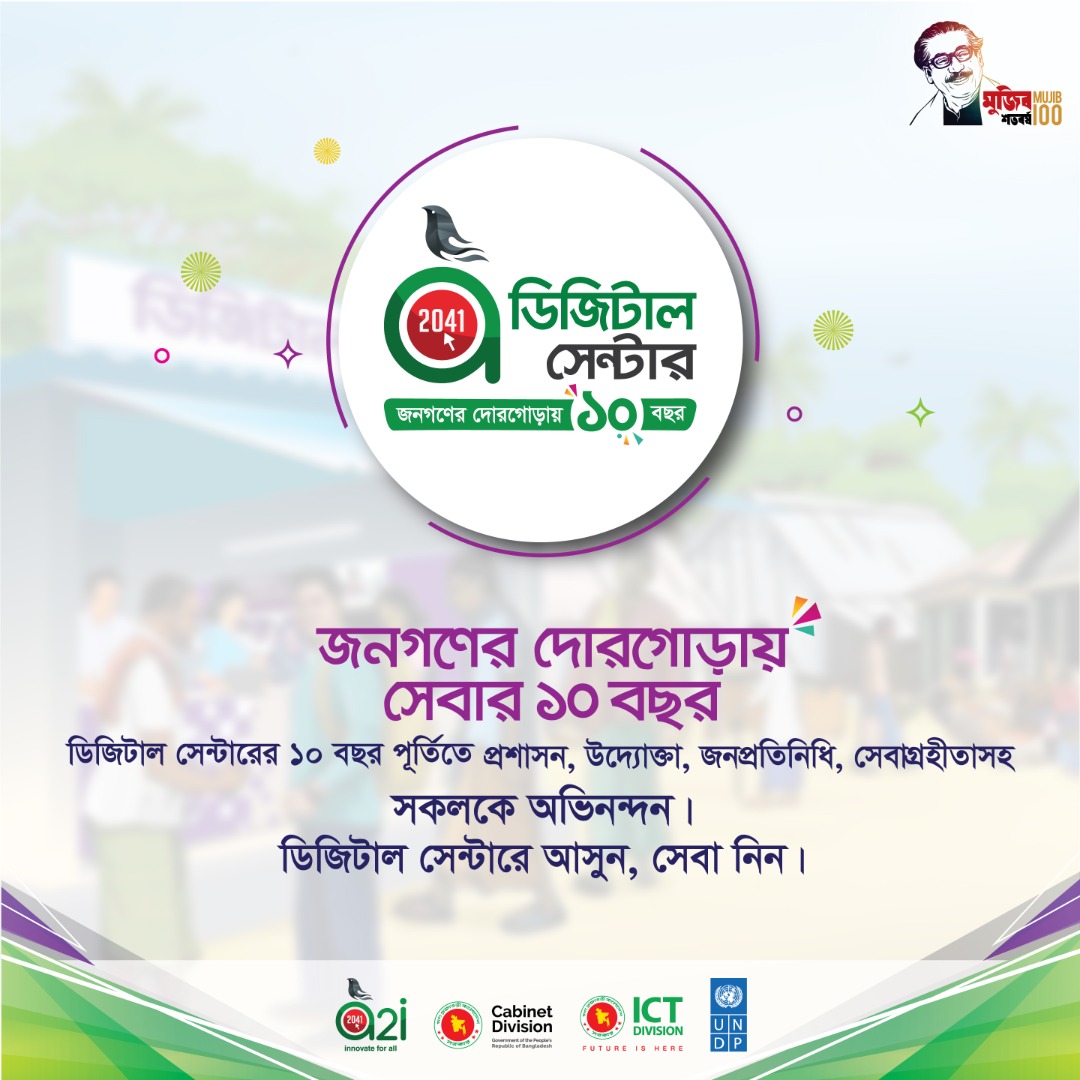 মুজিব MUJIB
শতবর্ষ 100
2041
ডিজিটাল
সেন্টার
জনগণের দোরগোড়ায় ১০ বছর
ডিজিটা
জনগণের দোরগোড়ায়
সেবার ১০ বছর
ডিজিটাল সেন্টারের ১০ বছর পূর্তিতে প্রশাসন, উদ্যোক্তা, জনপ্রতিনিধি, সেবাগ্রহীতাসহ
সকলকে অভিনন্দন।
ডিজিটাল সেন্টারে আসুন, সেবা নিন।
2041 a2i
innovate for all
Cabinet
Division
Government of the People's
Republic of Bangladesh
ICT
DIVISION
FUTURE IS HERE
U N
D P